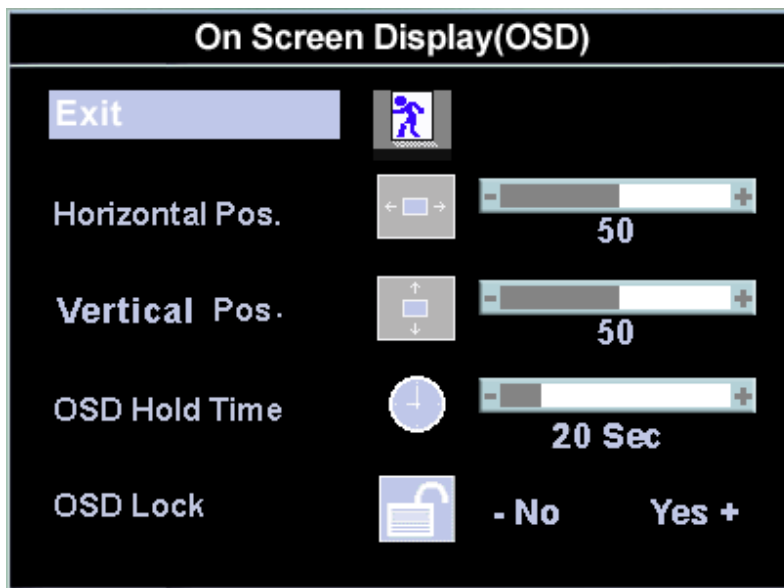 On Screen Display(OSD)
Exit
Horizontal Pos.
- +
50
Vertical Pos.
- +
50
OSD Hold Time
- +
20 Sec
OSD Lock
- No Yes +